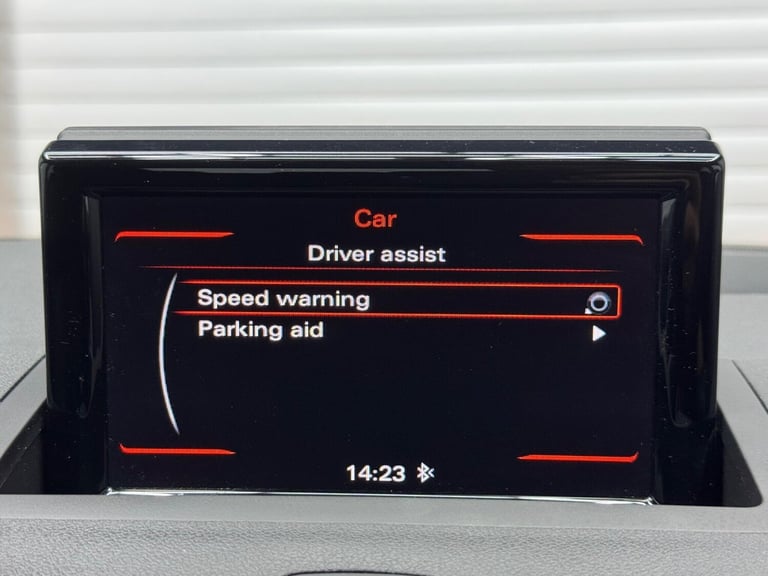 Car
Driver assist
Speed warning
Parking aid
14:23